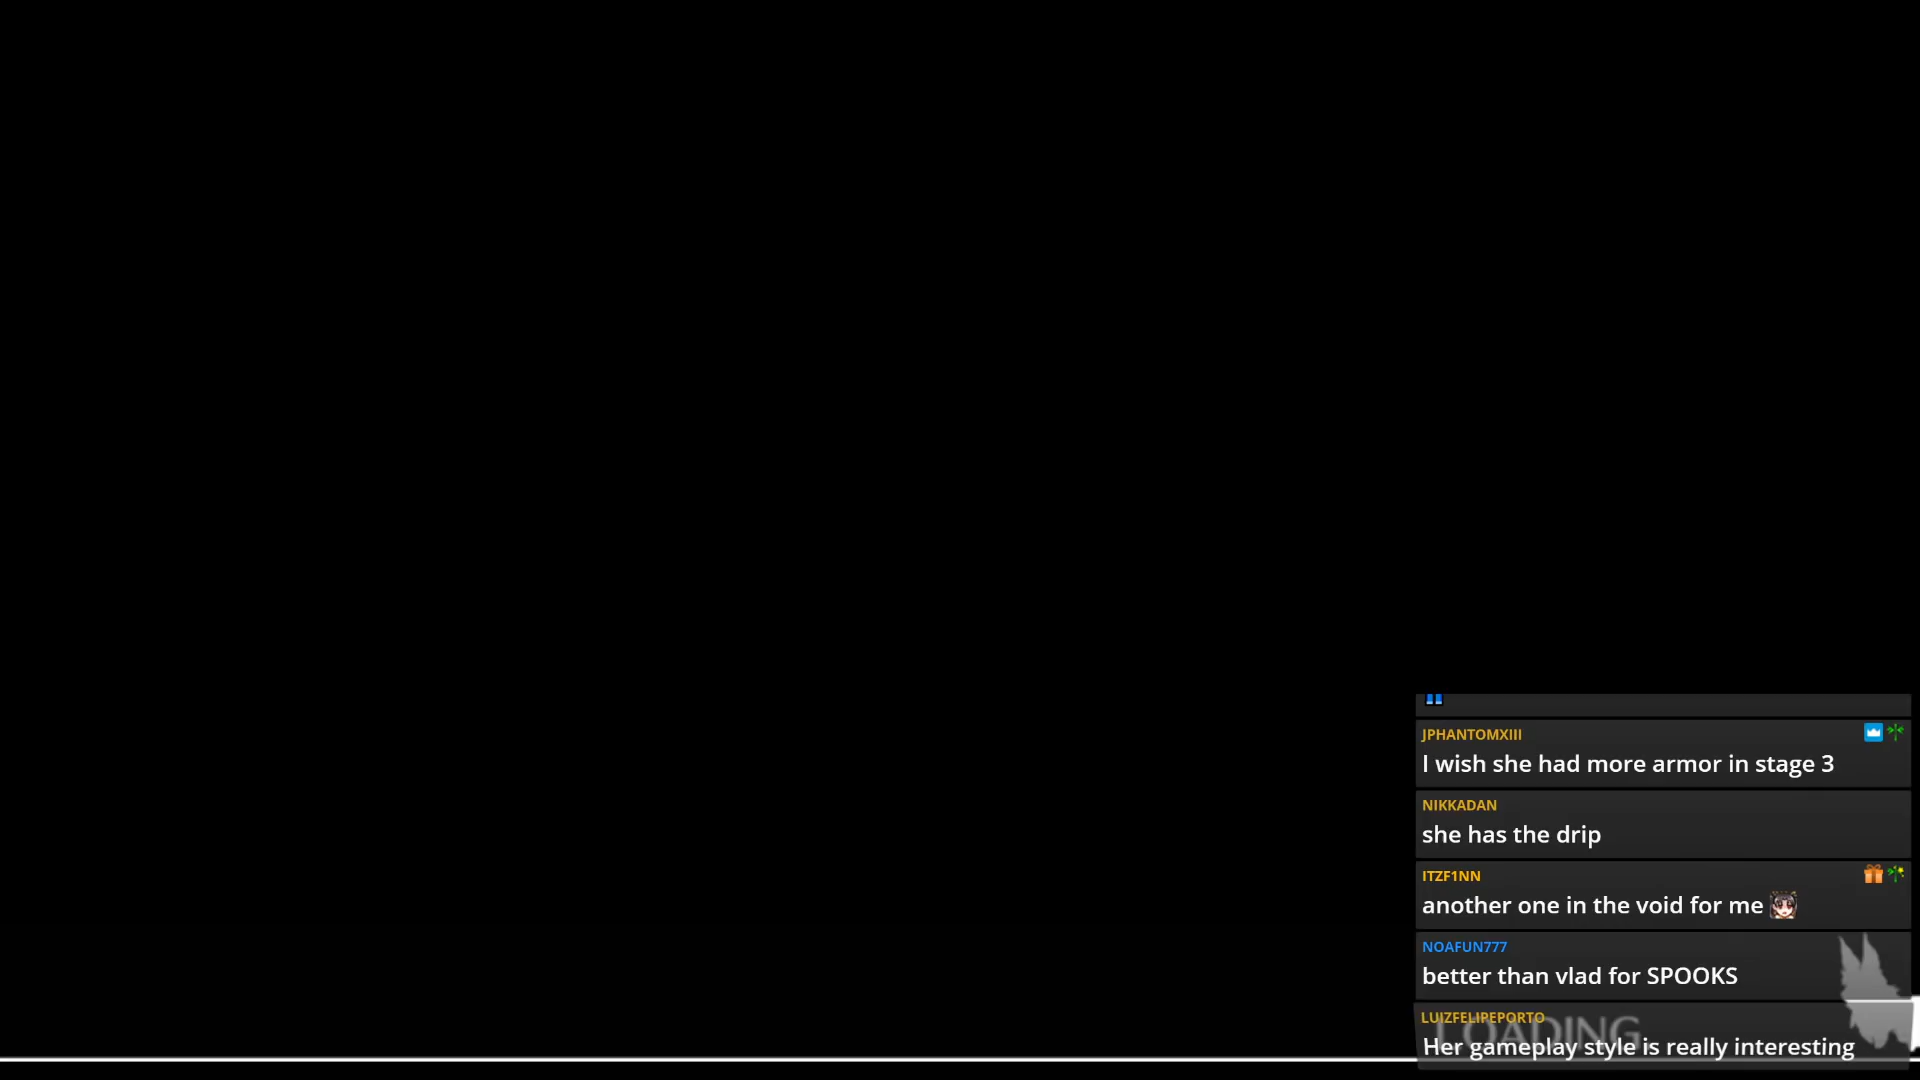 JPHANTOMXIII
I wish she had more armor in stage 3
NIKKADAN
she has the drip
ITZF1NN
another one in the void for me
NOAFUN777
better than vlad for SPOOKS
LUIZFELIPEPORTO
LOADING
Her gameplay style is really interesting